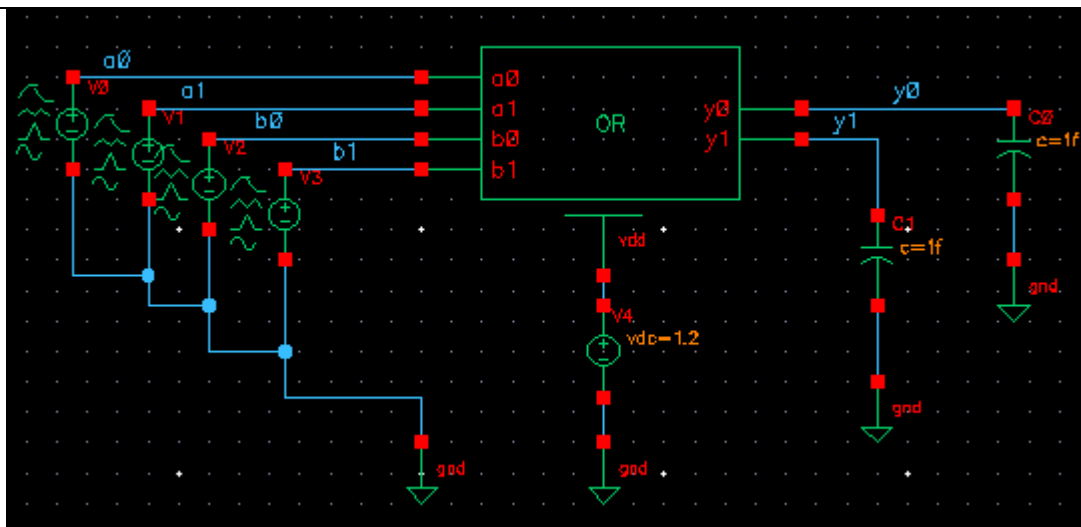 a0
V0
a1
V1
b0
V2
b1
V3
a0
a1
b0
b1
OR
y0
y1
y0
y1
C0
c=1f
C1
c=1f
vdd
V4
vdc=1.2
gnd
gnd
gnd
gnd